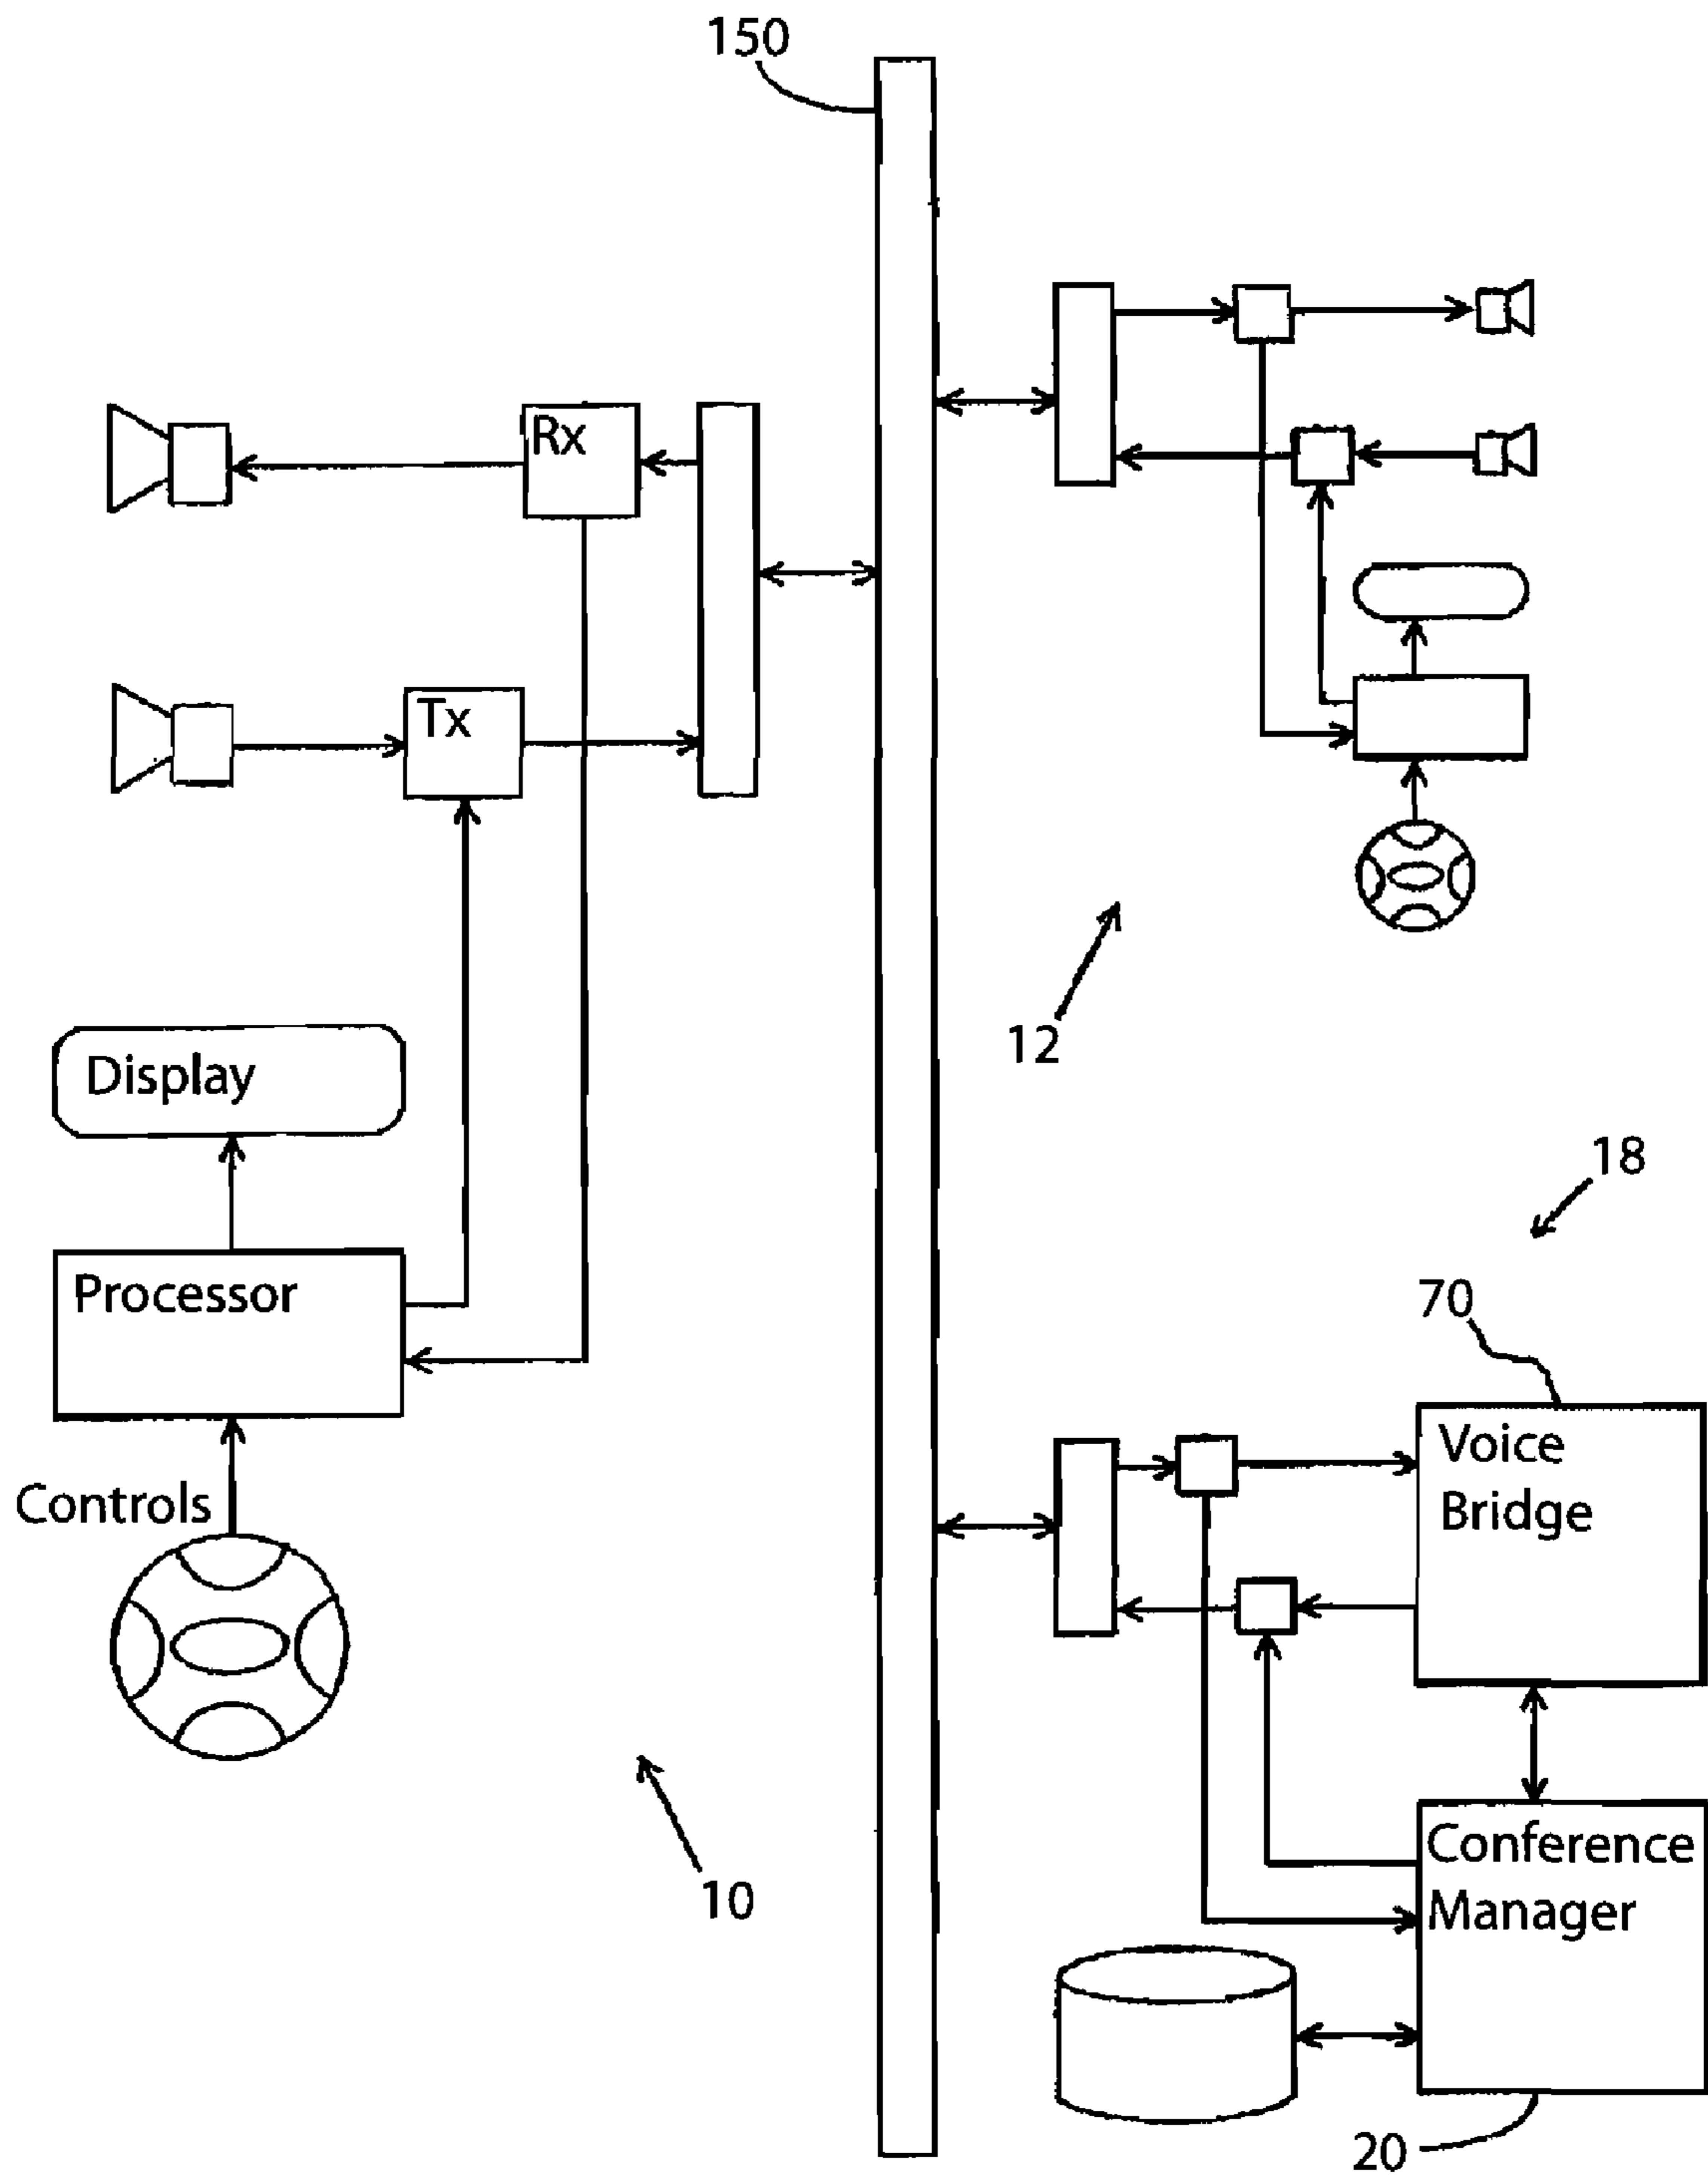 150
Rx
Tx
Display
12
18
Processor
70
Voice
Bridge
Controls
Conference
Manager
10
20